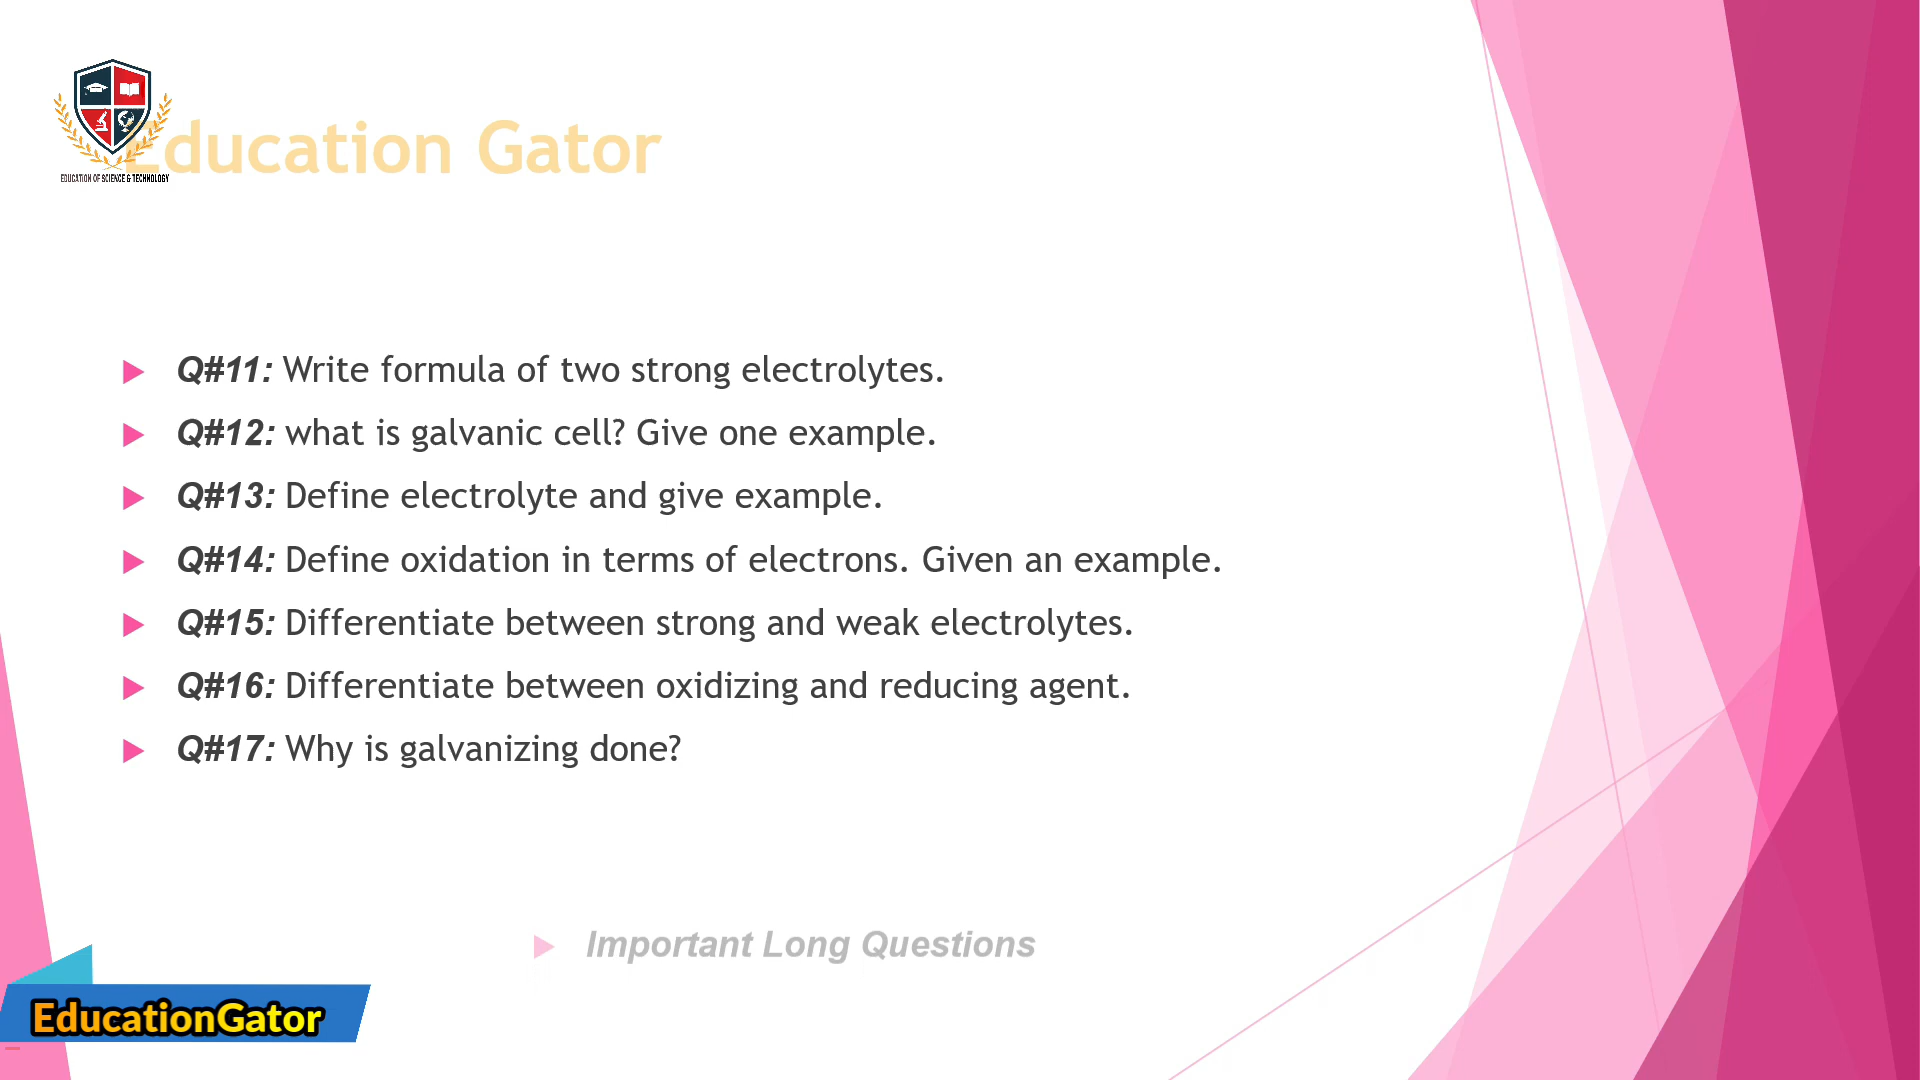 Education Gator
EDUCATION OF SCIENCE & TECHNOLOGY
Q#11: Write formula of two strong electrolytes.
Q#12: what is galvanic cell? Give one example.
Q#13: Define electrolyte and give example.
Q#14: Define oxidation in terms of electrons. Given an example.
Q#15: Differentiate between strong and weak electrolytes.
Q#16: Differentiate between oxidizing and reducing agent.
Q#17: Why is galvanizing done?
Important Long Questions
EducationGator